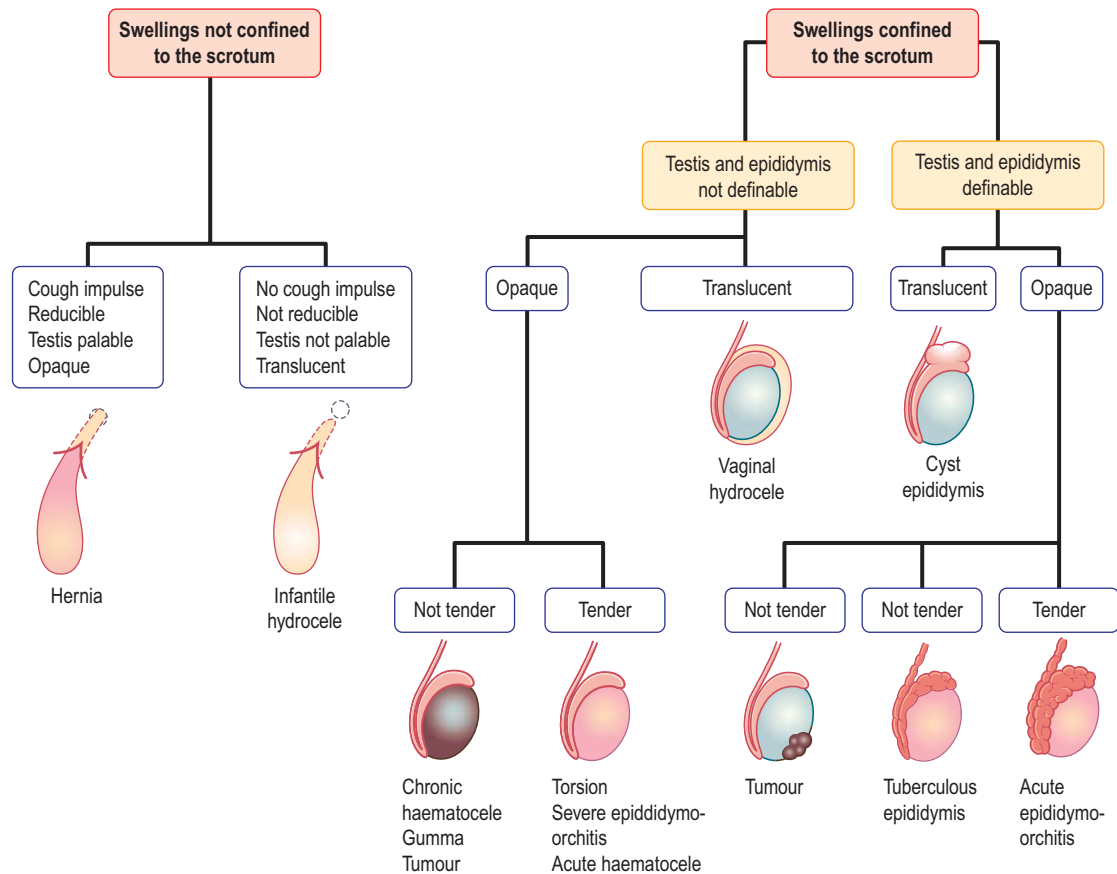 Swellings not confined
to the scrotum
Swellings confined
to the scrotum
Testis and epididymis
not definable
Testis and epididymis
definable
Cough impulse
Reducible
Testis palable
Opaque
No cough impulse
Not reducible
Testis not palable
Translucent
Opaque
Translucent
Translucent
Opaque
Hernia
Infantile
hydrocele
Vaginal
hydrocele
Cyst
epididymis
Not tender
Tender
Not tender
Not tender
Tender
Chronic
haematocele
Gumma
Tumour
Torsion
Severe epiddidymo-
orchitis
Acute haematocele
Tumour
Tuberculous
epididymis
Acute
epididymo-
orchitis